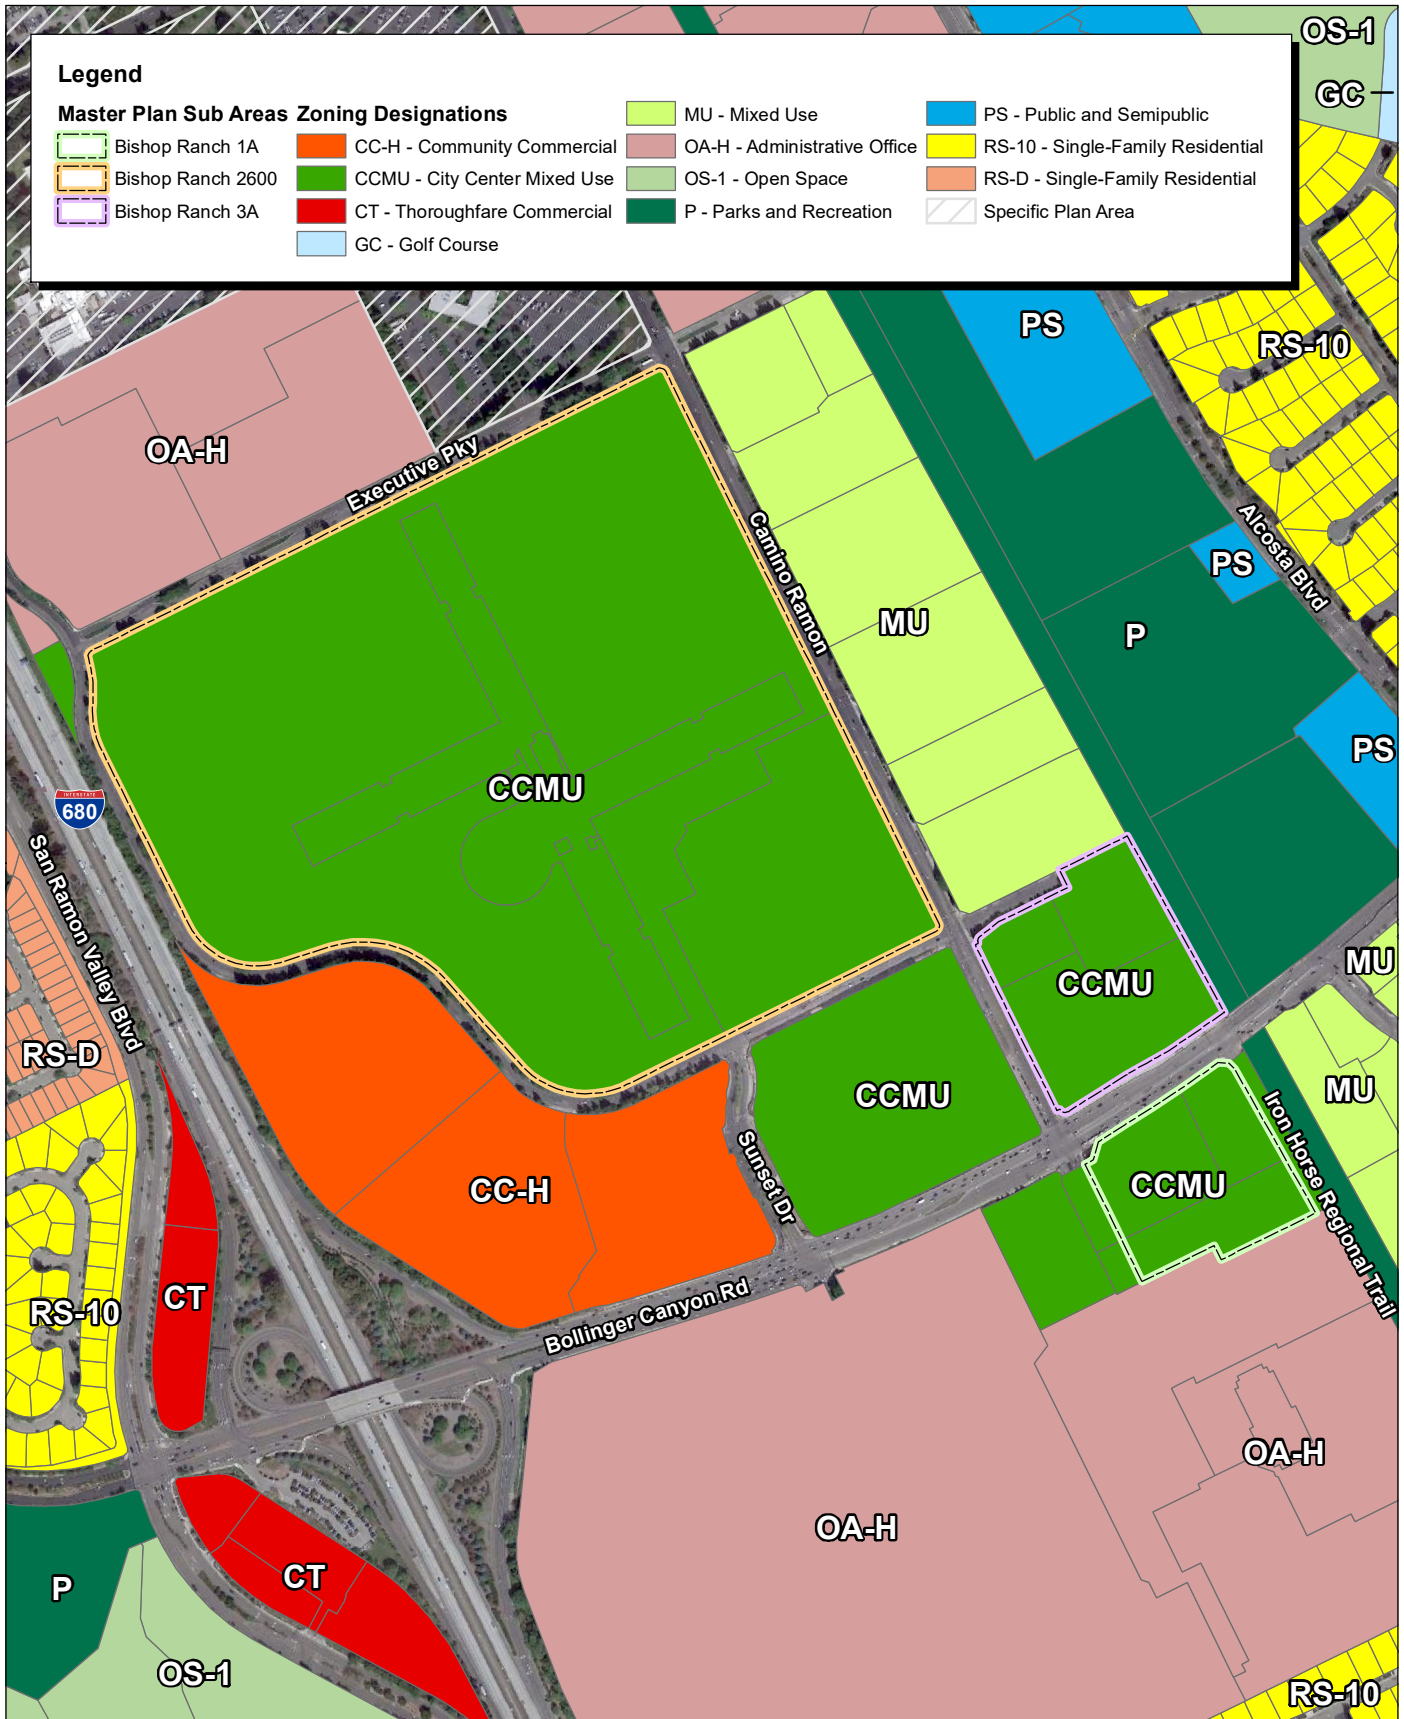 Legend
Master Plan Sub Areas
Bishop Ranch 1A
Bishop Ranch 2600
Bishop Ranch 3A
Zoning Designations
CC-H - Community Commercial
CCMU - City Center Mixed Use
CT - Thoroughfare Commercial
GC - Golf Course
MU - Mixed Use
OA-H - Administrative Office
OS-1 - Open Space
P - Parks and Recreation
PS - Public and Semipublic
RS-10 - Single-Family Residential
RS-D - Single-Family Residential
Specific Plan Area
OS-1
GC
PS
RS-10
OA-H
Executive Pky
Camino Ramon
Alcosta Blvd
PS
MU
P
PS
CCMU
INTERSTATE
680
San Ramon Valley Blvd
MU
CCMU
RS-D
CCMU
MU
Iron Horse Regional Trail
CC-H
Sunset Dr
CCMU
CT
RS-10
Bollinger Canyon Rd
OA-H
OA-H
CT
P
OS-1
RS-10